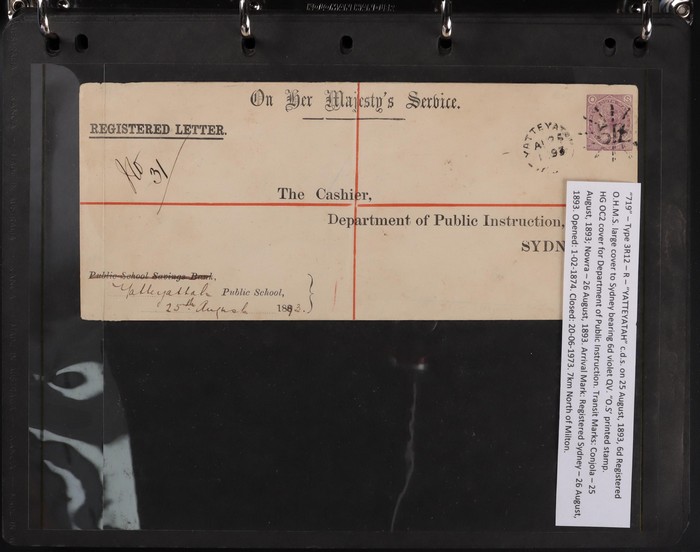 On Her Majesty's Service.
REGISTERED LETTER.
No 31
YATTEYATAH
93
The Cashier,
Department of Public Instruction,
SYDN
Public School Savings Bank,
Yatteyattah Public School,
25th August 1893.
"719" – Type 3R12 – R – "YATTEYATAH" c.d.s. on 25 August, 1893, 6d Registered
O.H.M.S. large cover to Sydney bearing 6d violet QV. "O.S' printed stamp.
HG OC2 cover for Department of Public Instruction. Transit Marks: Conjola – 25
August, 1893; Nowra – 26 August, 1893. Arrival Mark: Registered Sydney – 26 August,
1893. Opened: 1-02-1874. Closed: 20-06-1973. 7km North of Milton.